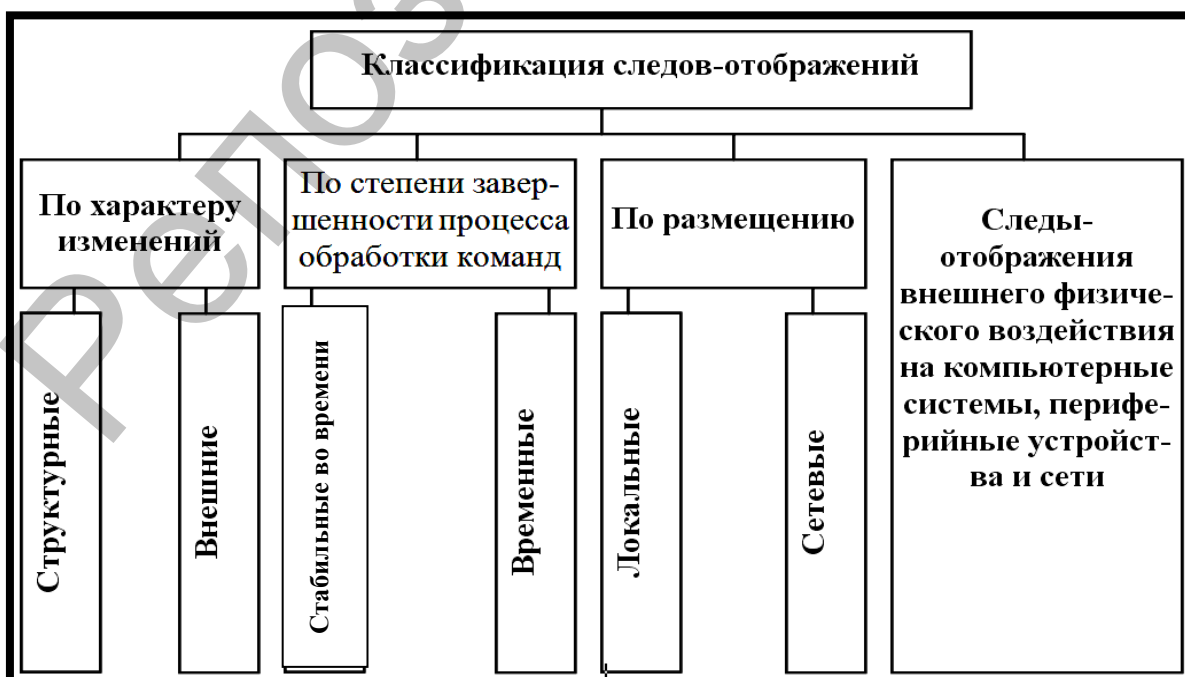 Классификация следов-отображений
По характеру
изменений
По степени завер-
шенности процесса
обработки команд
По размещению
Следы-
отображения
внешнего физиче-
ского воздействия
на компьютерные
системы, перифе-
рийные устройст-
ва и сети
Структурные
Внешние
Стабильные во времени
Временные
Локальные
Сетевые
Репоз